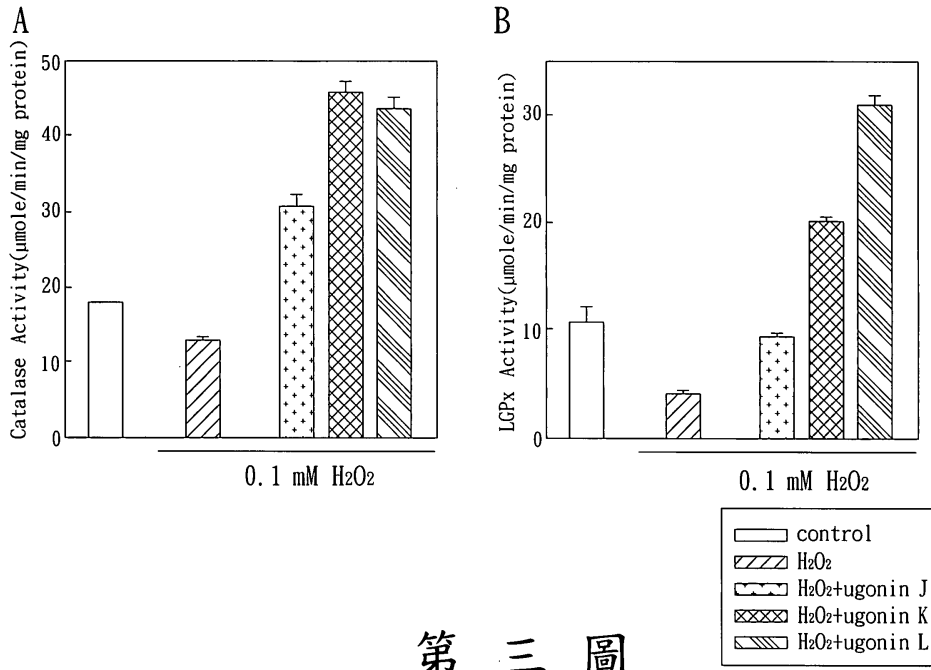 A
Catalase Activity(μmole/min/mg protein)
50
40
30
20
10
0
0.1 mM H₂O₂
B
LGPx Activity(μmole/min/mg protein)
30
20
10
0
0.1 mM H₂O₂
control
H₂O₂
H₂O₂+ugonin J
H₂O₂+ugonin K
H₂O₂+ugonin L
第三圖